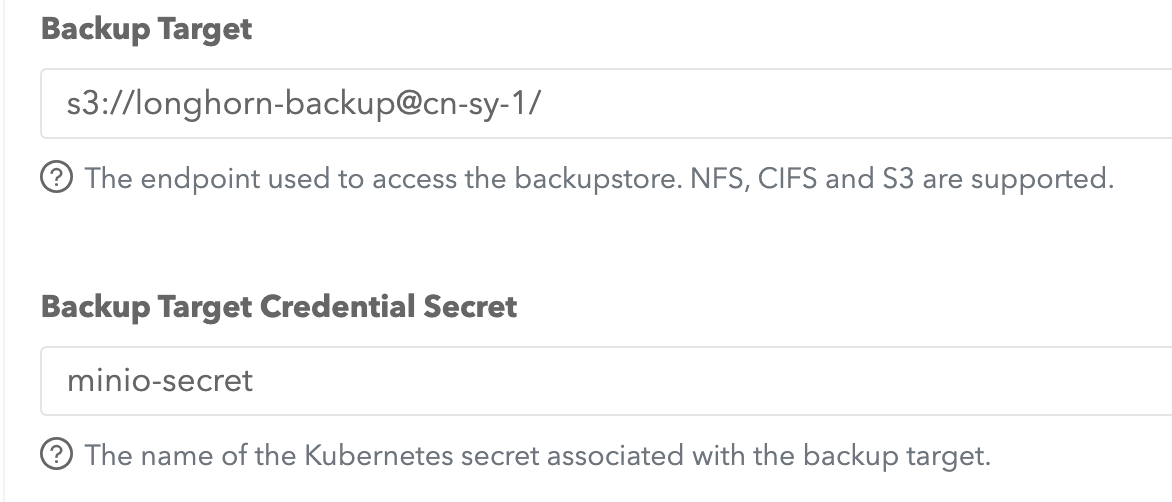 Backup Target
s3://longhorn-backup@cn-sy-1/
? The endpoint used to access the backupstore. NFS, CIFS and S3 are supported.
Backup Target Credential Secret
minio-secret
? The name of the Kubernetes secret associated with the backup target.